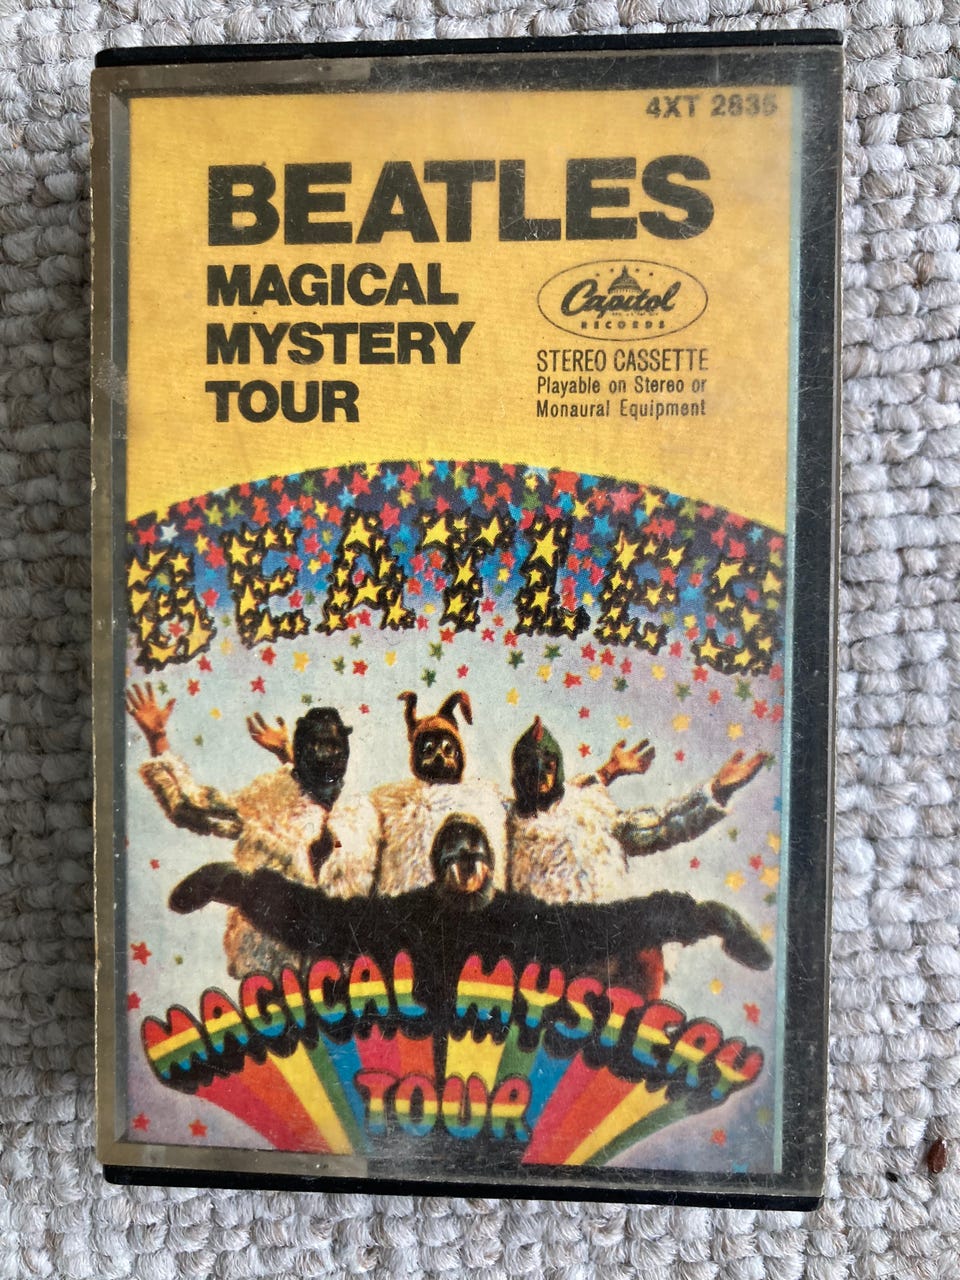 4XT 2835
BEATLES
MAGICAL
MYSTERY
TOUR
Capitol
RECORDS
STEREO CASSETTE
Playable on Stereo or
Monaural Equipment
BEATLES
MAGICAL MYSTERY
TOUR